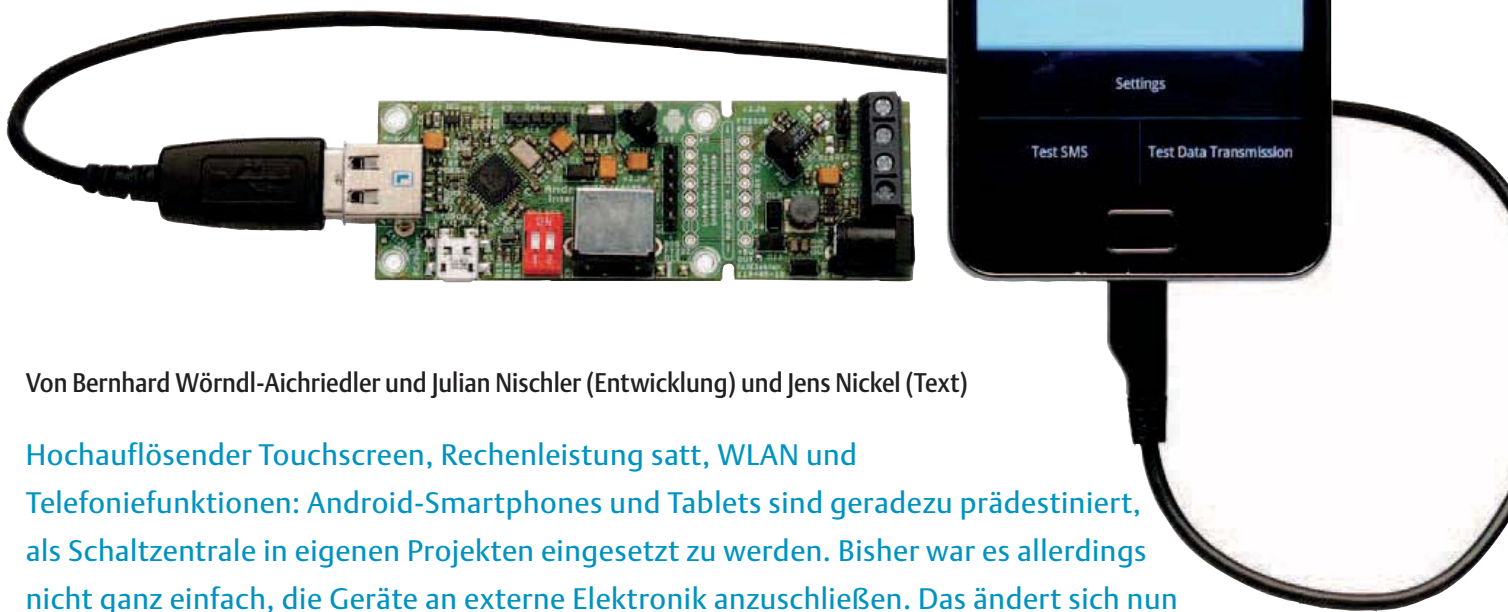 Settings
Test SMS
Test Data Transmission
ON
1 2
Von Bernhard Wörndl-Aichriedler und Julian Nischler (Entwicklung) und Jens Nickel (Text)
Hochauflösender Touchscreen, Rechenleistung satt, WLAN und
Telefoniefunktionen: Android-Smartphones und Tablets sind geradezu prädestiniert,
als Schaltzentrale in eigenen Projekten eingesetzt zu werden. Bisher war es allerdings
nicht ganz einfach, die Geräte an externe Elektronik anzuschließen. Das ändert sich nun